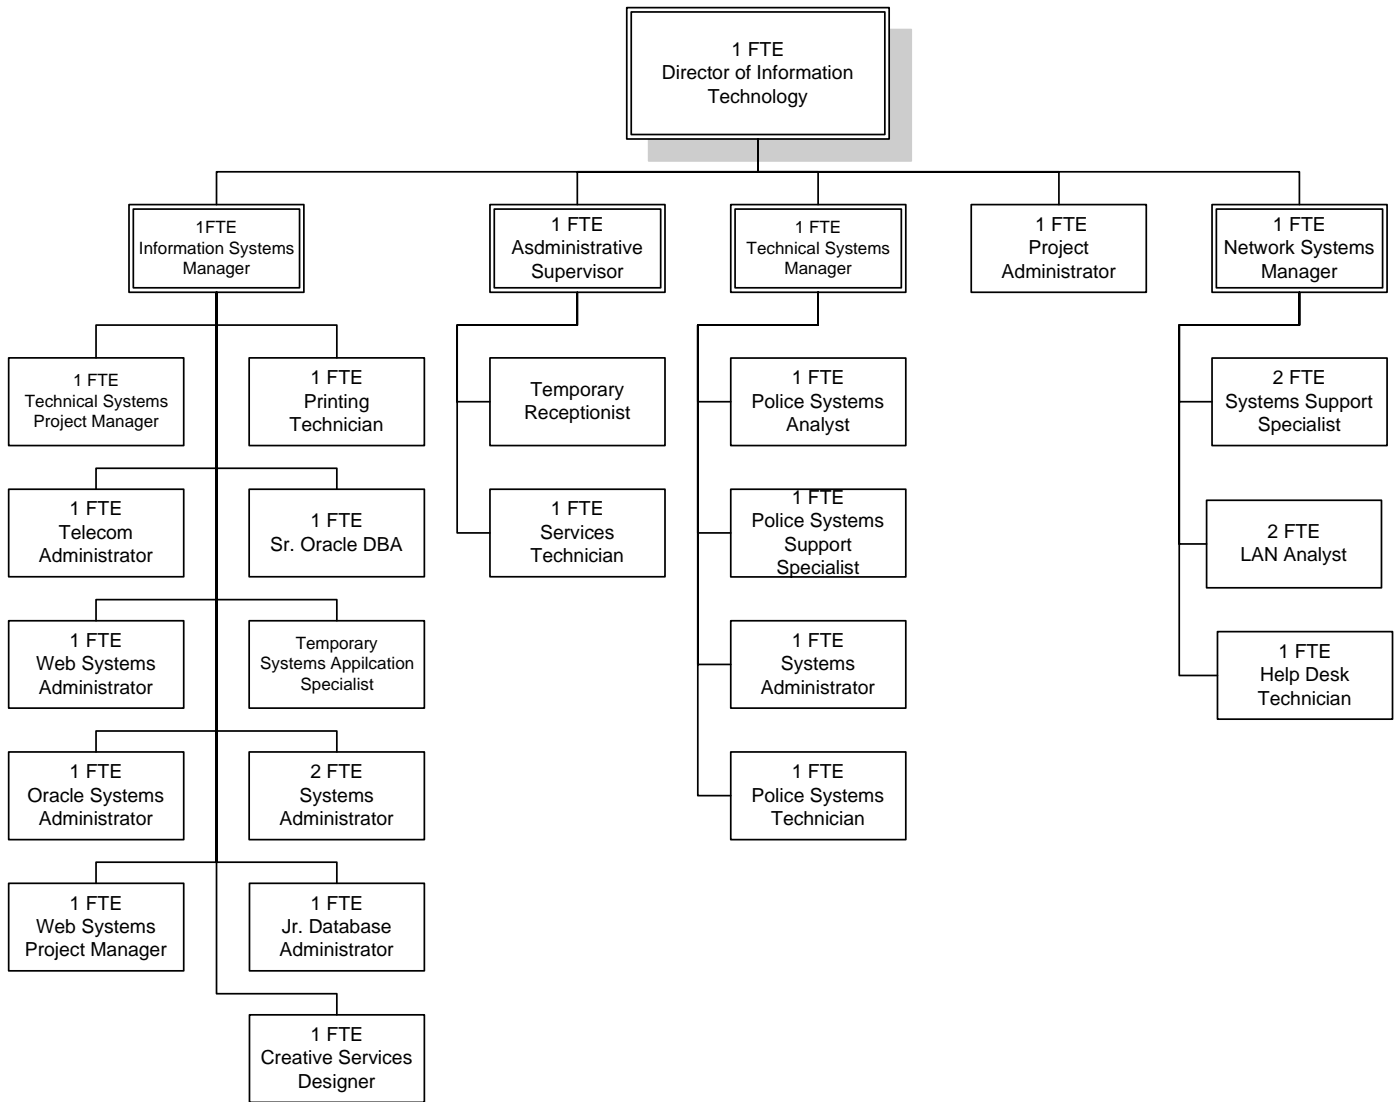 1 FTE
Director of Information
Technology
1FTE
Information Systems
Manager
1 FTE
Asdministrative
Supervisor
1 FTE
Technical Systems
Manager
1 FTE
Project
Administrator
1 FTE
Network Systems
Manager
1 FTE
Technical Systems
Project Manager
1 FTE
Printing
Technician
Temporary
Receptionist
1 FTE
Police Systems
Analyst
2 FTE
Systems Support
Specialist
1 FTE
Telecom
Administrator
1 FTE
Sr. Oracle DBA
1 FTE
Services
Technician
1 FTE
Police Systems
Support
Specialist
2 FTE
LAN Analyst
1 FTE
Web Systems
Administrator
Temporary
Systems Appilcation
Specialist
1 FTE
Systems
Administrator
1 FTE
Help Desk
Technician
1 FTE
Oracle Systems
Administrator
2 FTE
Systems
Administrator
1 FTE
Police Systems
Technician
1 FTE
Web Systems
Project Manager
1 FTE
Jr. Database
Administrator
1 FTE
Creative Services
Designer